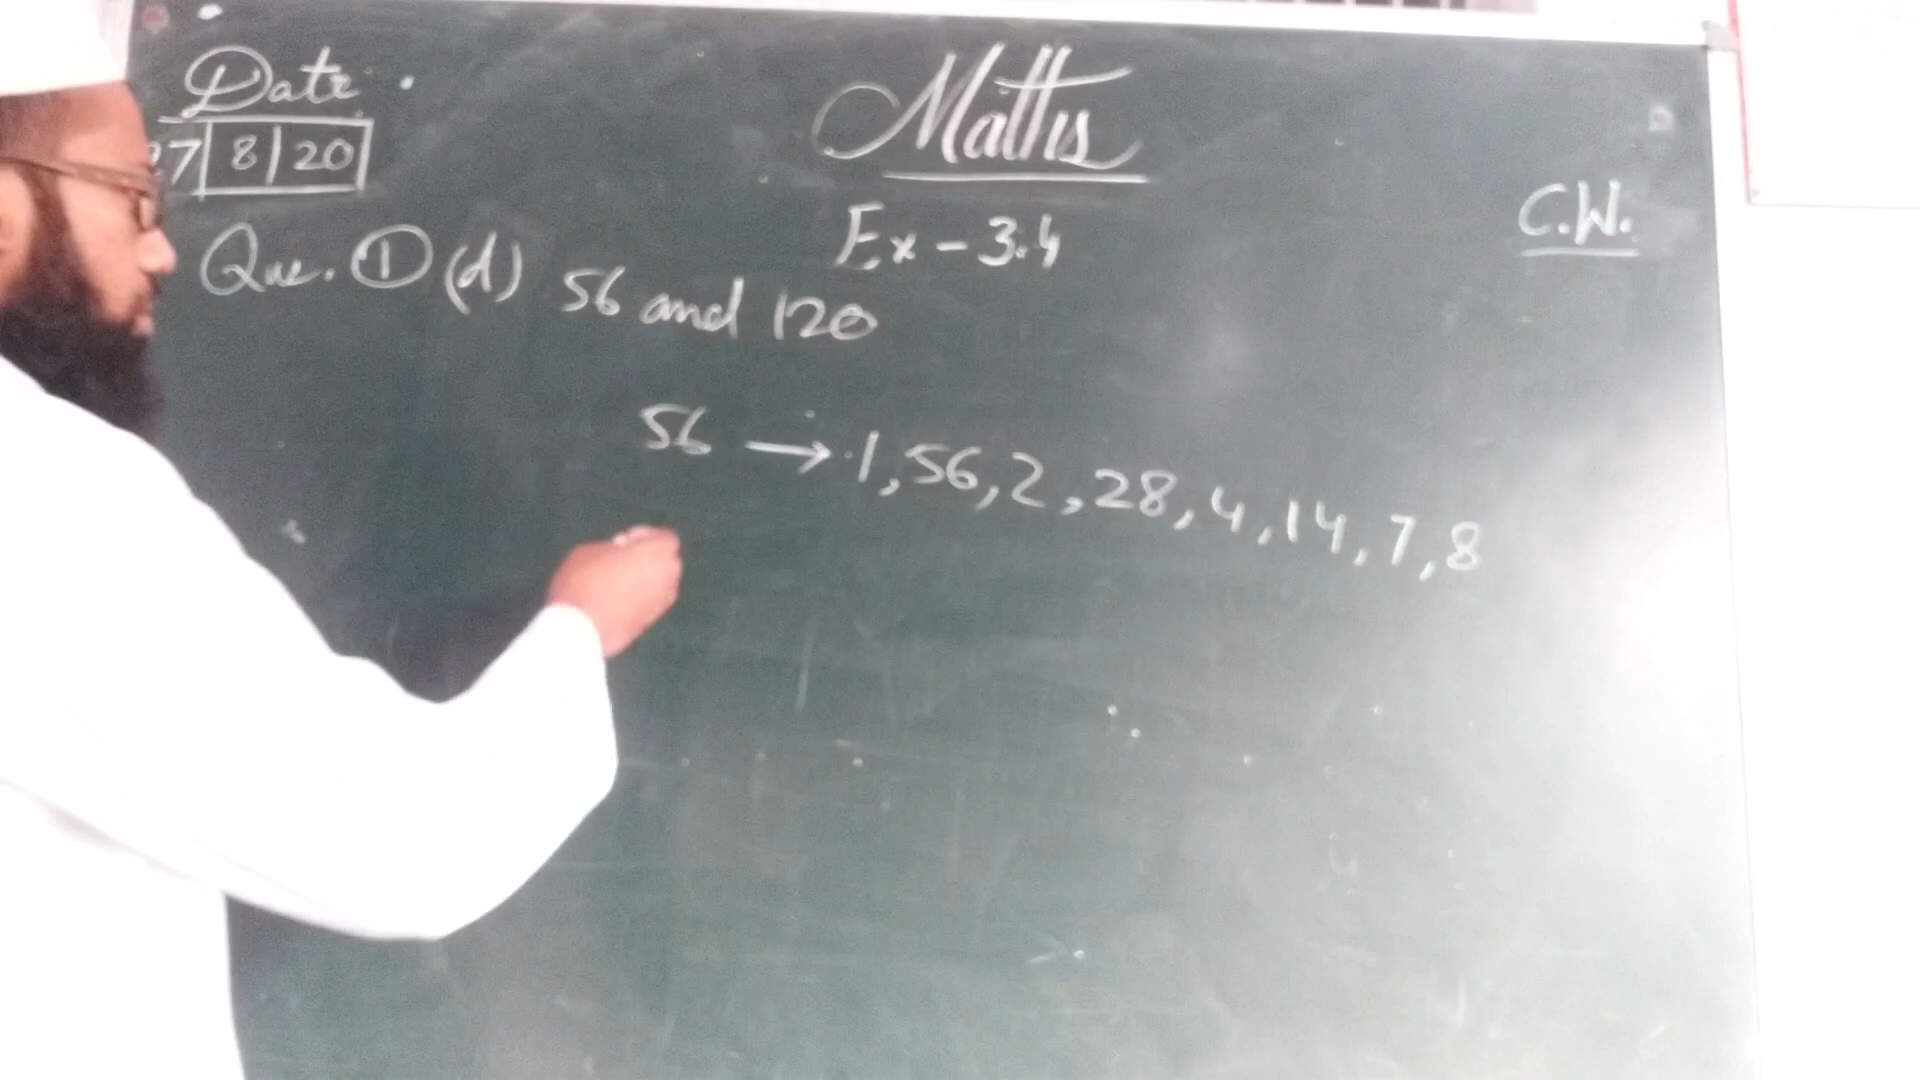 Date
27|8|20
Maths
Ex-3.4
C.W.
Que. ① (d) 56 and 120
56 → 1, 56, 2, 28, 4, 14, 7, 8